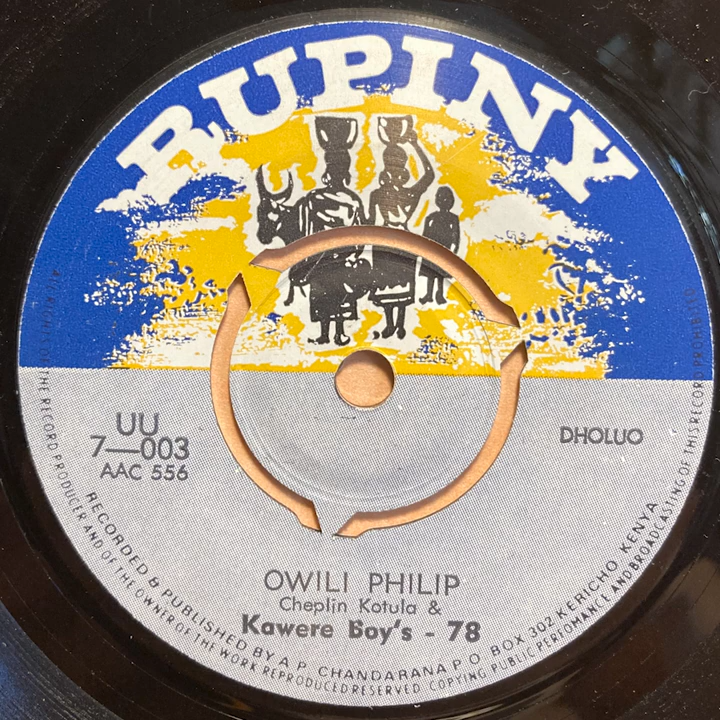 RUPINY
UU
7—003
AAC 556
DHOLUO
OWILI PHILIP
Cheplin Kotula &
Kawere Boy's - 78
RECORDED & PUBLISHED BY A.P. CHANDARANA P O BOX 302 KERICHO KENYA
ALL RIGHT OF THE RECORD PRODUCER AND OF THE OWNER OF THE WORK REPRODUCED RESERVED COPYING PUBLIC PERFOMANCE AND BROADCASTING OF THIS RECORD PROHIBITED